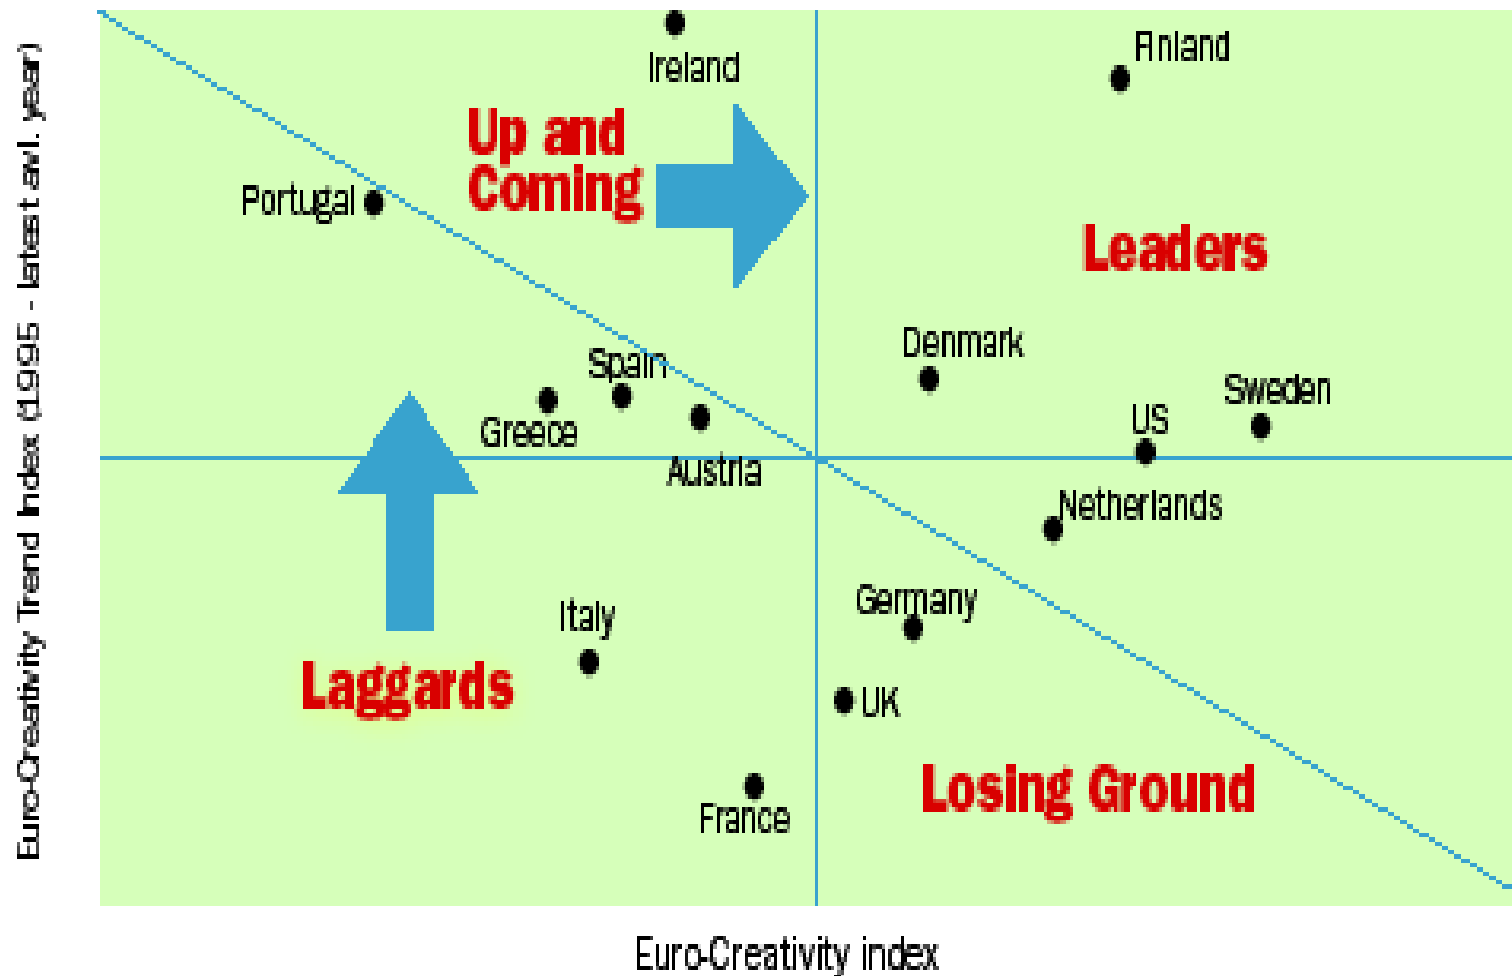 Euro-Creativity Trend Index (1995 - latest avl. year)
Ireland
Finland
Up and
Coming
Portugal
Leaders
Denmark
Spain
Sweden
US
Greece
Austria
Netherlands
Germany
Italy
Laggards
UK
Losing Ground
France
Euro-Creativity index